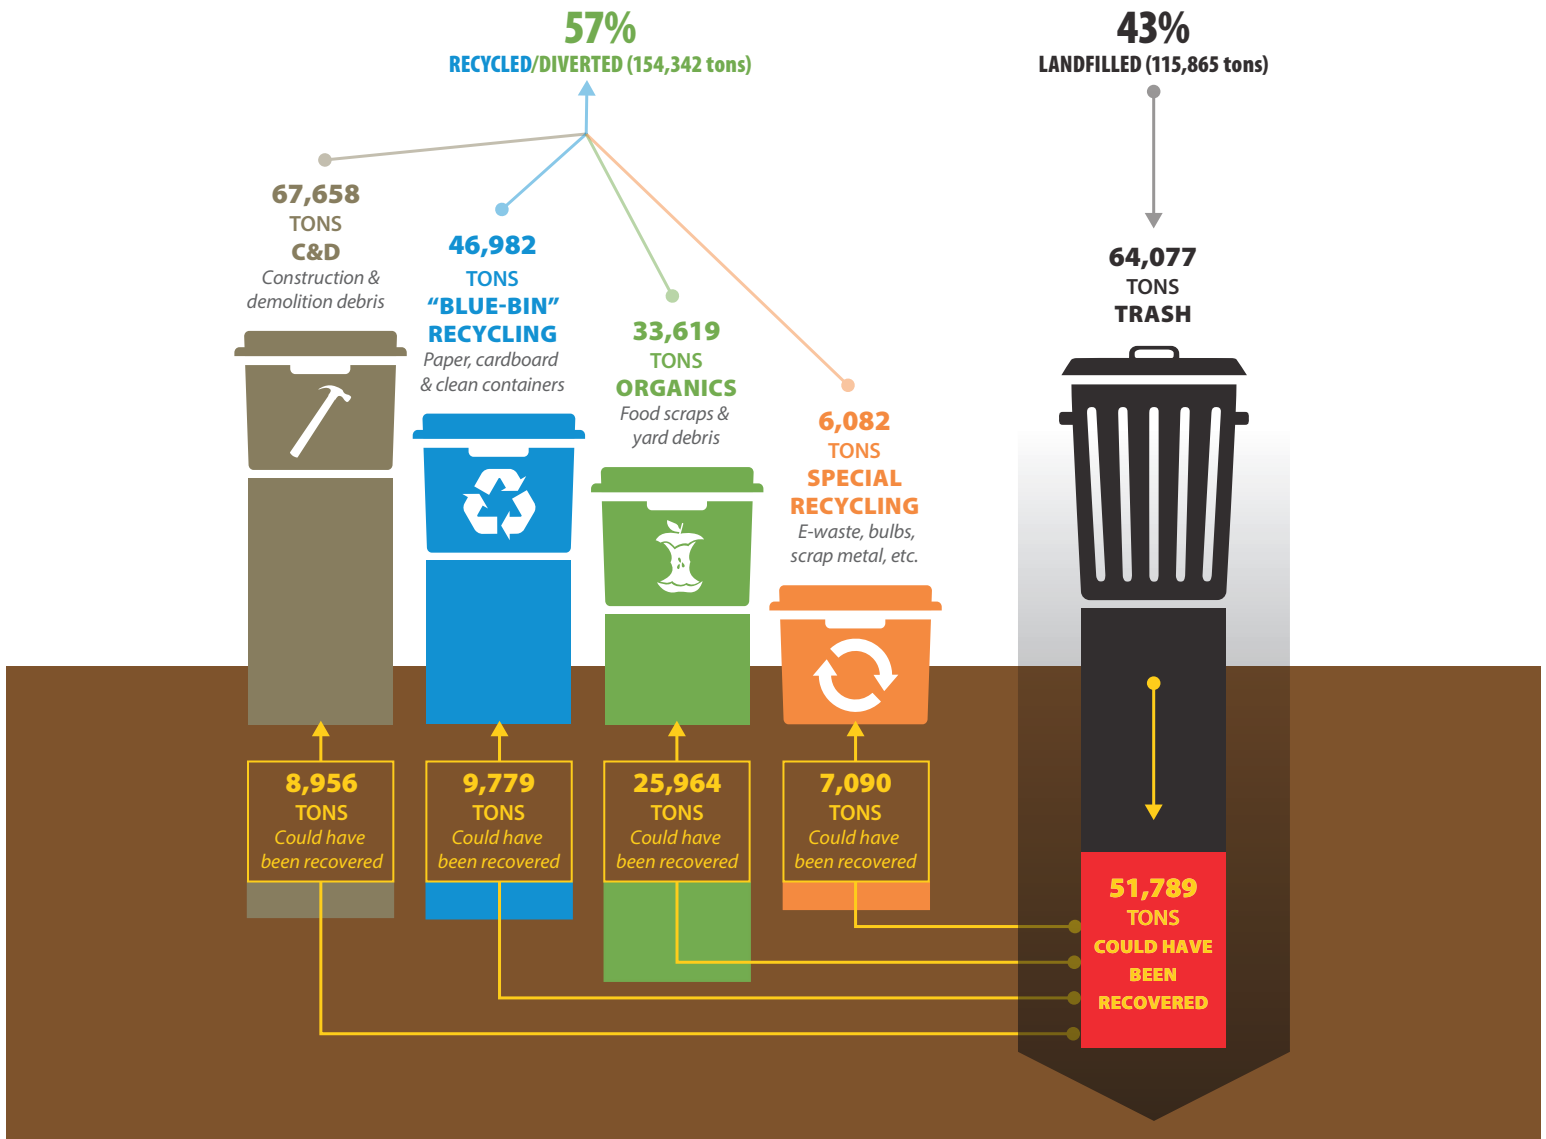 57%
RECYCLED/DIVERTED (154,342 tons)
43%
LANDFILLED (115,865 tons)
67,658
TONS
C&D
Construction &
demolition debris
46,982
TONS
“BLUE-BIN”
RECYCLING
Paper, cardboard
& clean containers
33,619
TONS
ORGANICS
Food scraps &
yard debris
6,082
TONS
SPECIAL
RECYCLING
E-waste, bulbs,
scrap metal, etc.
64,077
TONS
TRASH
8,956
TONS
Could have
been recovered
9,779
TONS
Could have
been recovered
25,964
TONS
Could have
been recovered
7,090
TONS
Could have
been recovered
51,789
TONS
COULD HAVE
BEEN
RECOVERED